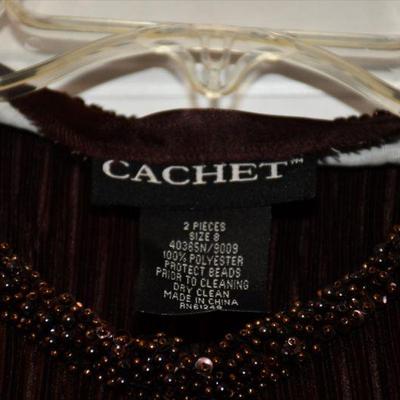 CACHET™
2 PIECES
SIZE 8
40365N/9009
100% POLYESTER
PROTECT BEADS
PRIOR TO CLEANING
DRY CLEAN
MADE IN CHINA
RN61249